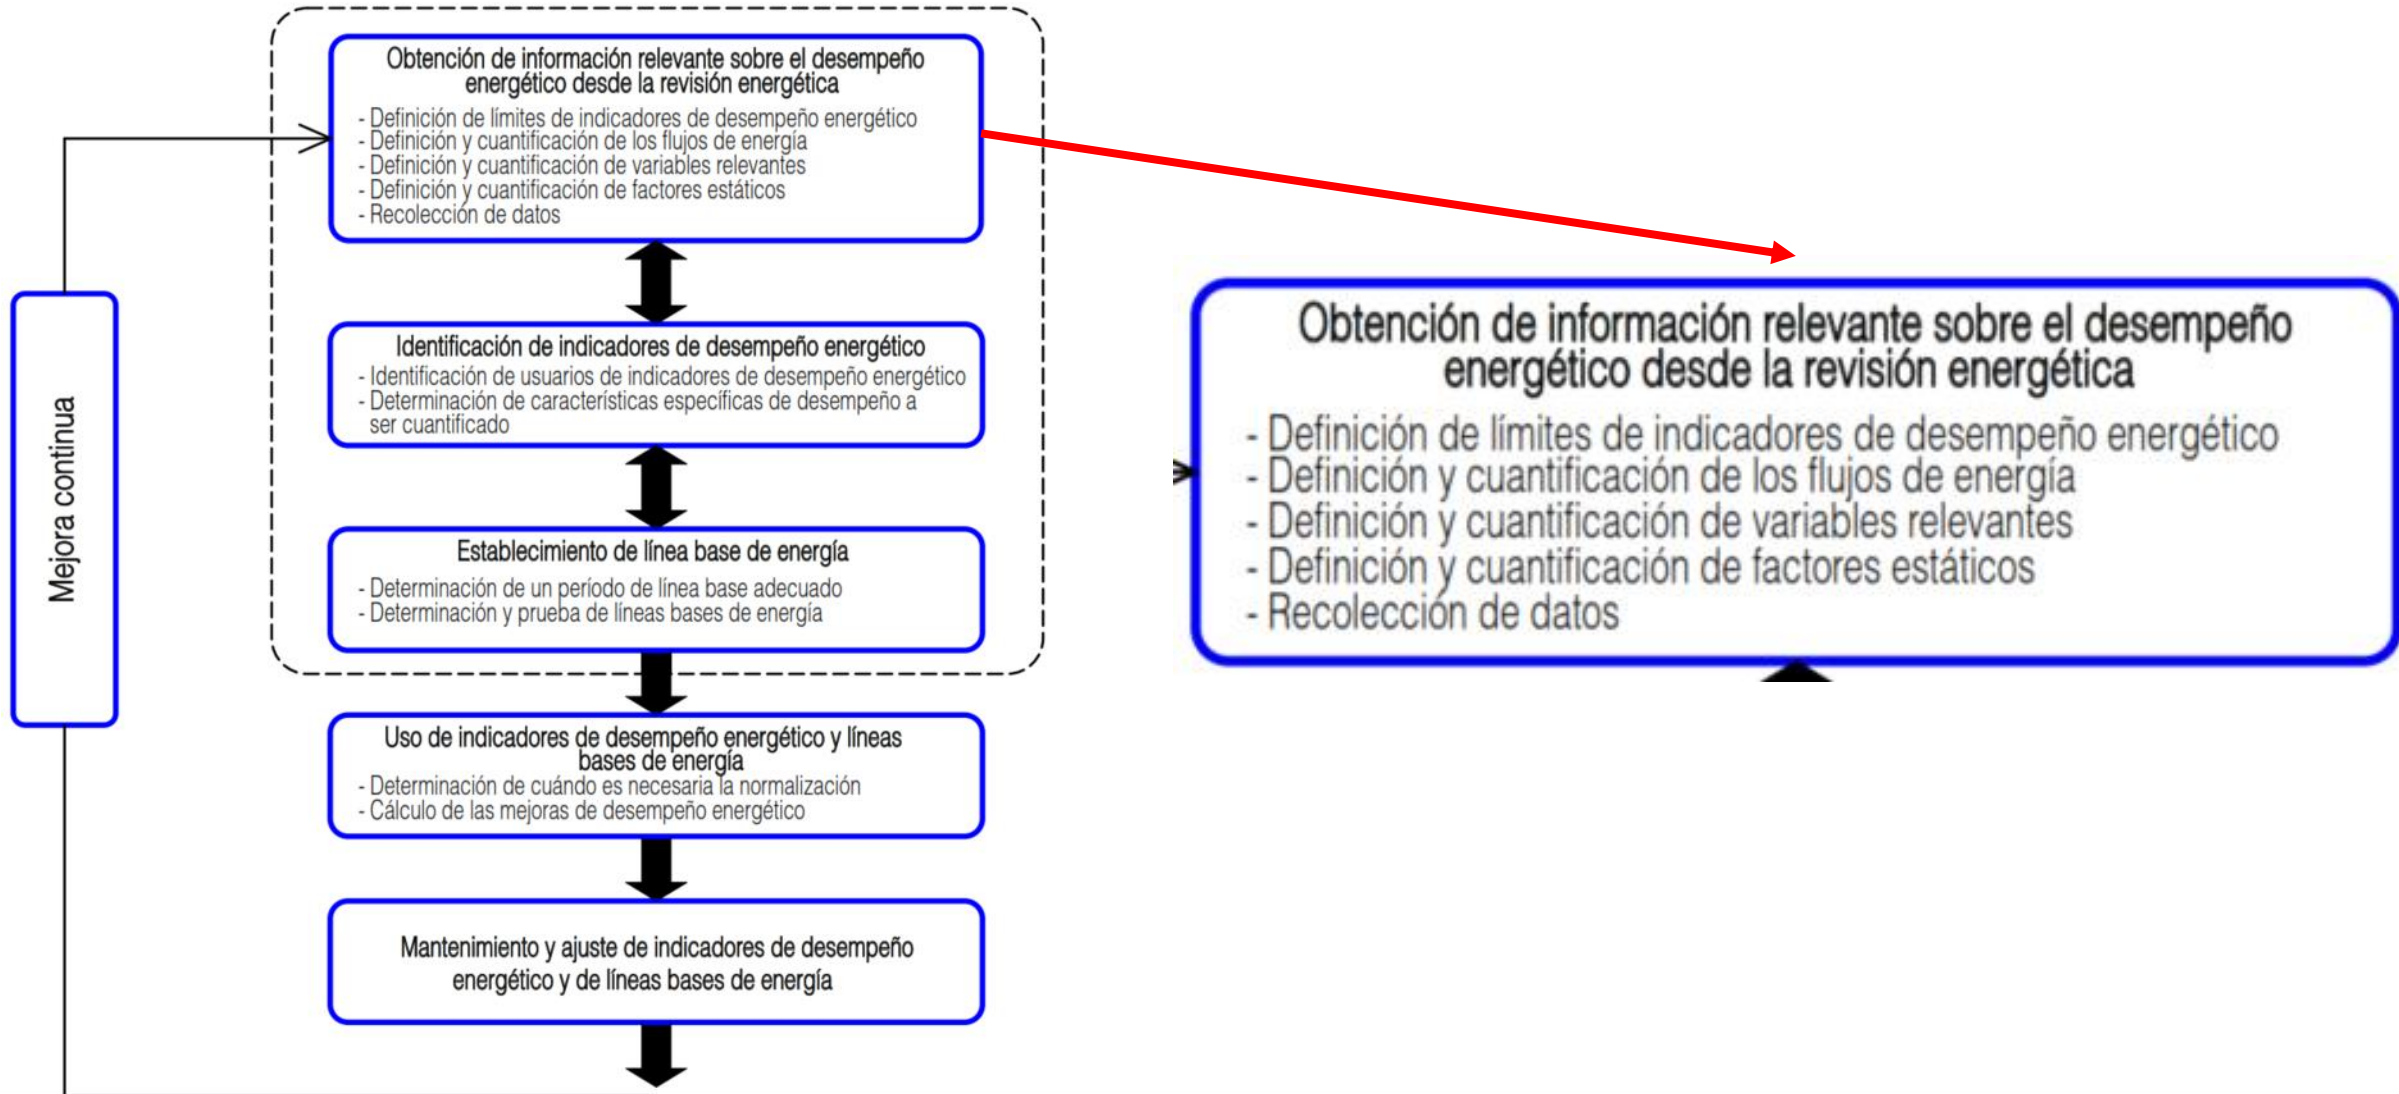 Obtención de información relevante sobre el desempeño
energético desde la revisión energética
- Definición de límites de indicadores de desempeño energético
- Definición y cuantificación de los flujos de energía
- Definición y cuantificación de variables relevantes
- Definición y cuantificación de factores estáticos
- Recolección de datos
Identificación de indicadores de desempeño energético
- Identificación de usuarios de indicadores de desempeño energético
- Determinación de características específicas de desempeño a
ser cuantificado
Establecimiento de línea base de energía
- Determinación de un período de línea base adecuado
- Determinación y prueba de líneas bases de energía
Uso de indicadores de desempeño energético y líneas
bases de energía
- Determinación de cuándo es necesaria la normalización
- Cálculo de las mejoras de desempeño energético
Mantenimiento y ajuste de indicadores de desempeño
energético y de líneas bases de energía
Mejora continua
Obtención de información relevante sobre el desempeño
energético desde la revisión energética
- Definición de límites de indicadores de desempeño energético
- Definición y cuantificación de los flujos de energía
- Definición y cuantificación de variables relevantes
- Definición y cuantificación de factores estáticos
- Recolección de datos